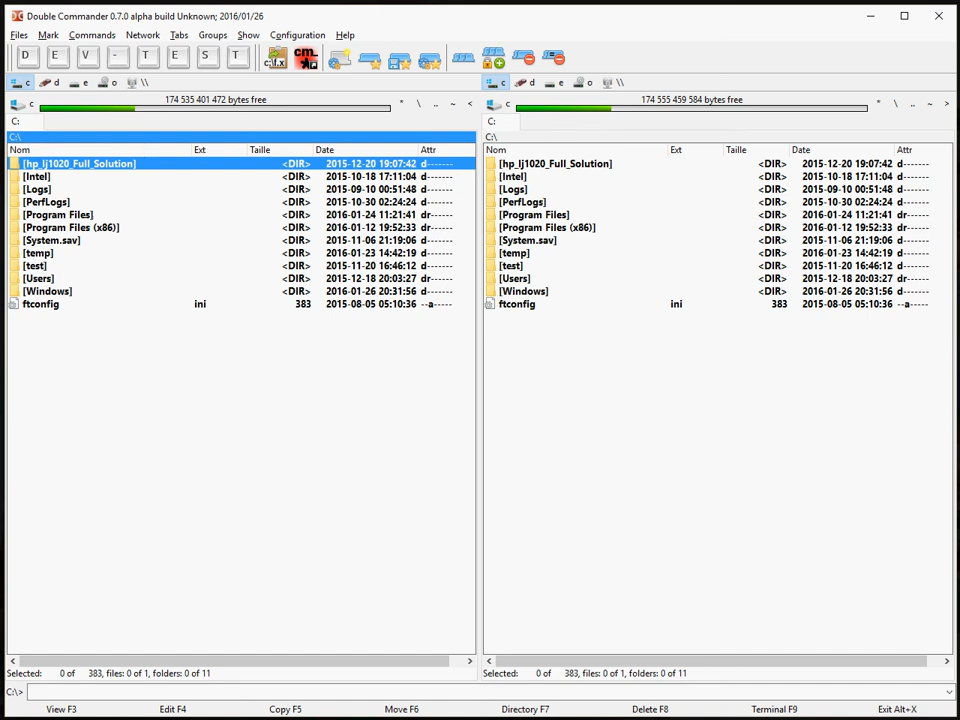 Double Commander 0.7.0 alpha build Unknown; 2016/01/26
Files Mark Commands Network Tabs Groups Show Configuration Help
D E V - T E S T c:\f.x cm_
c d e o \\ c d e o \\
c 174 535 401 472 bytes free * \ .. ~ < c 174 555 459 584 bytes free * \ .. ~ >
C: C:
C:\ C:\
Nom Ext Taille Date Attr Nom Ext Taille Date Attr
[hp_lj1020_Full_Solution] <DIR> 2015-12-20 19:07:42 d------- [hp_lj1020_Full_Solution] <DIR> 2015-12-20 19:07:42 d-------
[Intel] <DIR> 2015-10-18 17:11:04 d------- [Intel] <DIR> 2015-10-18 17:11:04 d-------
[Logs] <DIR> 2015-09-10 00:51:48 d------- [Logs] <DIR> 2015-09-10 00:51:48 d-------
[PerfLogs] <DIR> 2015-10-30 02:24:24 d------- [PerfLogs] <DIR> 2015-10-30 02:24:24 d-------
[Program Files] <DIR> 2016-01-24 11:21:41 dr------ [Program Files] <DIR> 2016-01-24 11:21:41 dr------
[Program Files (x86)] <DIR> 2016-01-12 19:52:33 dr------ [Program Files (x86)] <DIR> 2016-01-12 19:52:33 dr------
[System.sav] <DIR> 2015-11-06 21:19:06 d------- [System.sav] <DIR> 2015-11-06 21:19:06 d-------
[temp] <DIR> 2016-01-23 14:42:19 d------- [temp] <DIR> 2016-01-23 14:42:19 d-------
[test] <DIR> 2015-11-20 16:46:12 d------- [test] <DIR> 2015-11-20 16:46:12 d-------
[Users] <DIR> 2015-12-18 20:03:27 dr------ [Users] <DIR> 2015-12-18 20:03:27 dr------
[Windows] <DIR> 2016-01-26 20:31:56 d------- [Windows] <DIR> 2016-01-26 20:31:56 d-------
ftconfig ini 383 2015-08-05 05:10:36 --a----- ftconfig ini 383 2015-08-05 05:10:36 --a-----
Selected: 0 of 383, files: 0 of 1, folders: 0 of 11 Selected: 0 of 383, files: 0 of 1, folders: 0 of 11
C:\>
View F3 Edit F4 Copy F5 Move F6 Directory F7 Delete F8 Terminal F9 Exit Alt+X